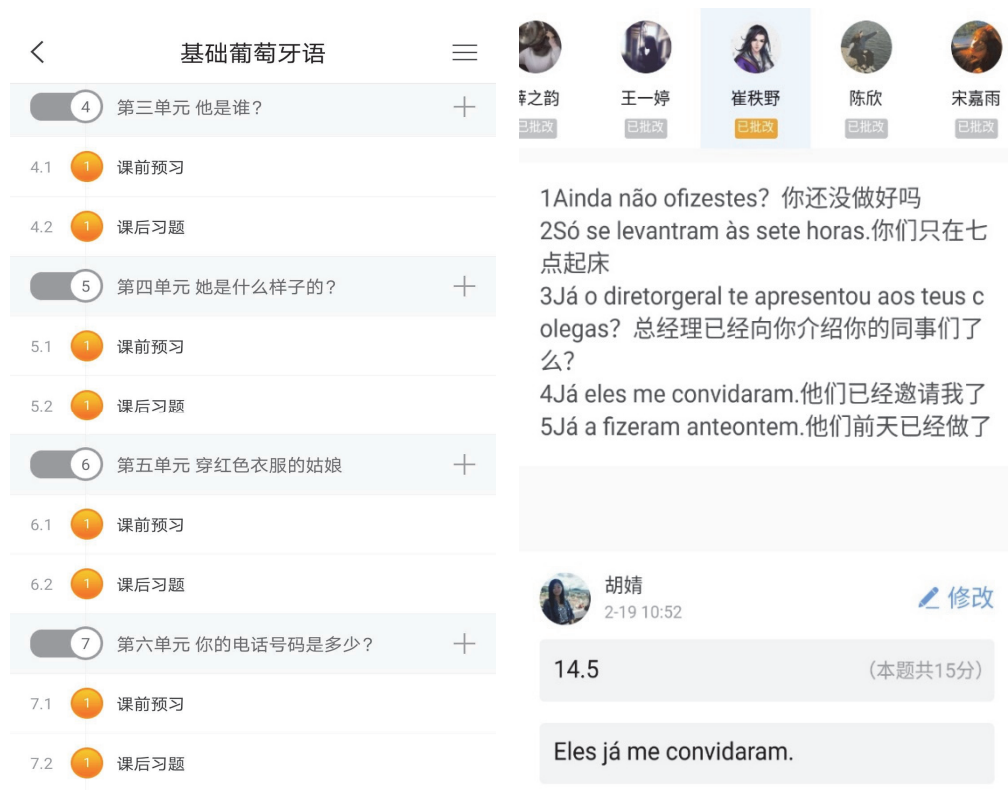 基础葡萄牙语
4 第三单元 他是谁?
4.1 1 课前预习
4.2 1 课后习题
5 第四单元 她是什么样子的?
5.1 1 课前预习
5.2 1 课后习题
6 第五单元 穿红色衣服的姑娘
6.1 1 课前预习
6.2 1 课后习题
7 第六单元 你的电话号码是多少?
7.1 1 课前预习
7.2 1 课后习题
薛之韵 王一婷 崔秩野 陈欣 宋嘉雨
已批改 已批改 已批改 已批改 已批改
1Ainda não ofizestes? 你还没做好吗
2Só se levantram às sete horas.你们只在七
点起床
3Já o diretorgeral te apresentou aos teus c
olegas? 总经理已经向你介绍你的同事们了
么?
4Já eles me convidaram.他们已经邀请我了
5Já a fizeram anteontem.他们前天已经做了
胡婧
2-19 10:52
修改
14.5 (本题共15分)
Eles já me convidaram.